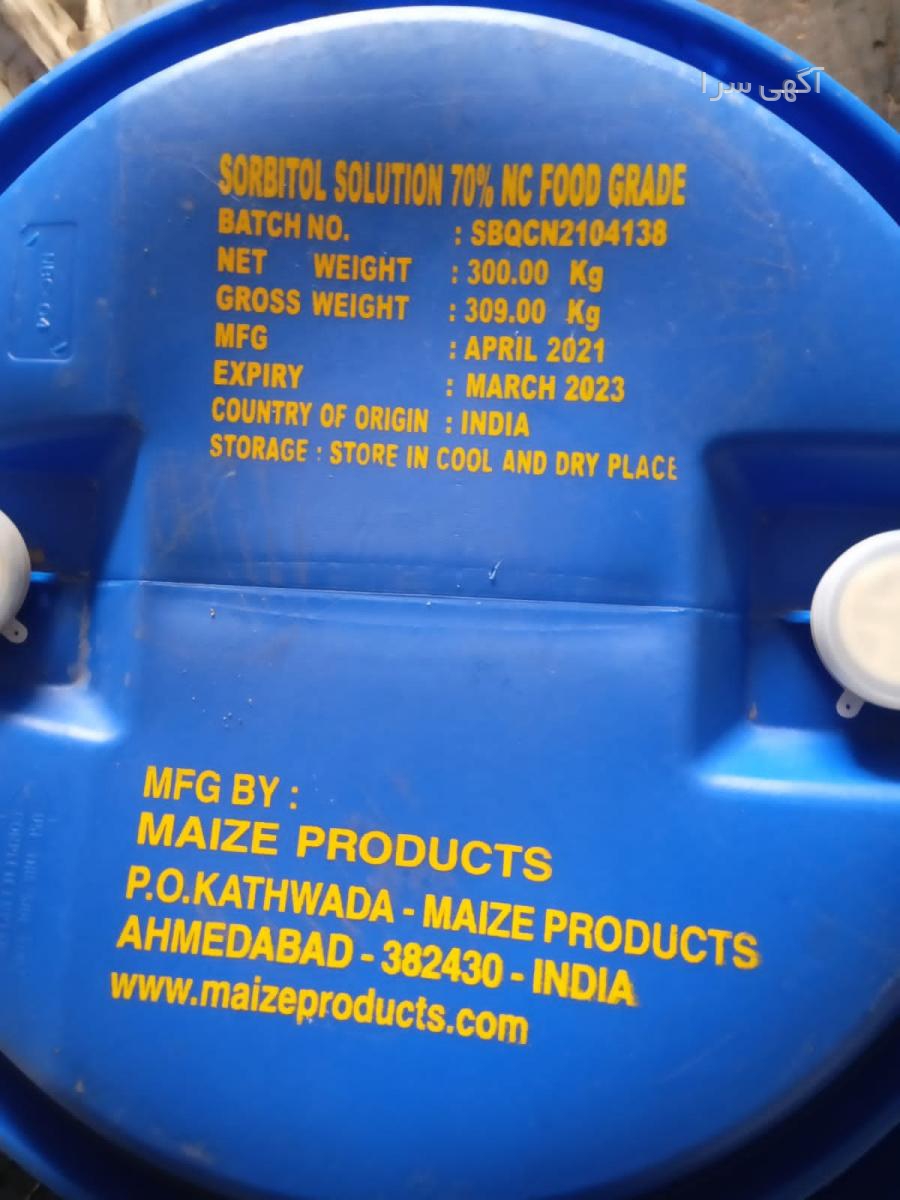 آگهی سرا
SORBITOL SOLUTION 70% NC FOOD GRADE
BATCH NO. : SBQCN2104138
NET WEIGHT : 300.00 Kg
GROSS WEIGHT : 309.00 Kg
MFG : APRIL 2021
EXPIRY : MARCH 2023
COUNTRY OF ORIGIN : INDIA
STORAGE : STORE IN COOL AND DRY PLACE
MFG BY :
MAIZE PRODUCTS
P.O.KATHWADA - MAIZE PRODUCTS
AHMEDABAD - 382430 - INDIA
www.maizeproducts.com